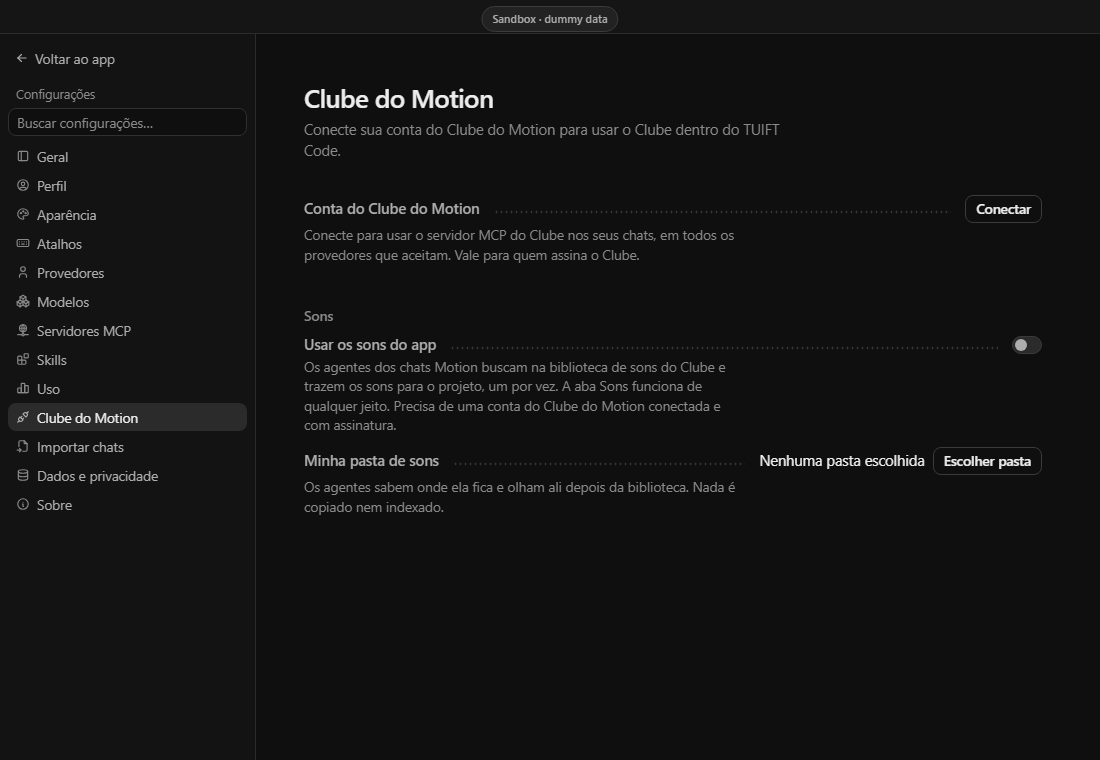 Sandbox · dummy data
Voltar ao app
Configurações
Buscar configurações...
Geral
Perfil
Aparência
Atalhos
Provedores
Modelos
Servidores MCP
Skills
Uso
Clube do Motion
Importar chats
Dados e privacidade
Sobre
Clube do Motion
Conecte sua conta do Clube do Motion para usar o Clube dentro do TUIFT
Code.
Conta do Clube do Motion
Conectar
Conecte para usar o servidor MCP do Clube nos seus chats, em todos os
provedores que aceitam. Vale para quem assina o Clube.
Sons
Usar os sons do app
Os agentes dos chats Motion buscam na biblioteca de sons do Clube e
trazem os sons para o projeto, um por vez. A aba Sons funciona de
qualquer jeito. Precisa de uma conta do Clube do Motion conectada e
com assinatura.
Minha pasta de sons
Nenhuma pasta escolhida
Escolher pasta
Os agentes sabem onde ela fica e olham ali depois da biblioteca. Nada é
copiado nem indexado.